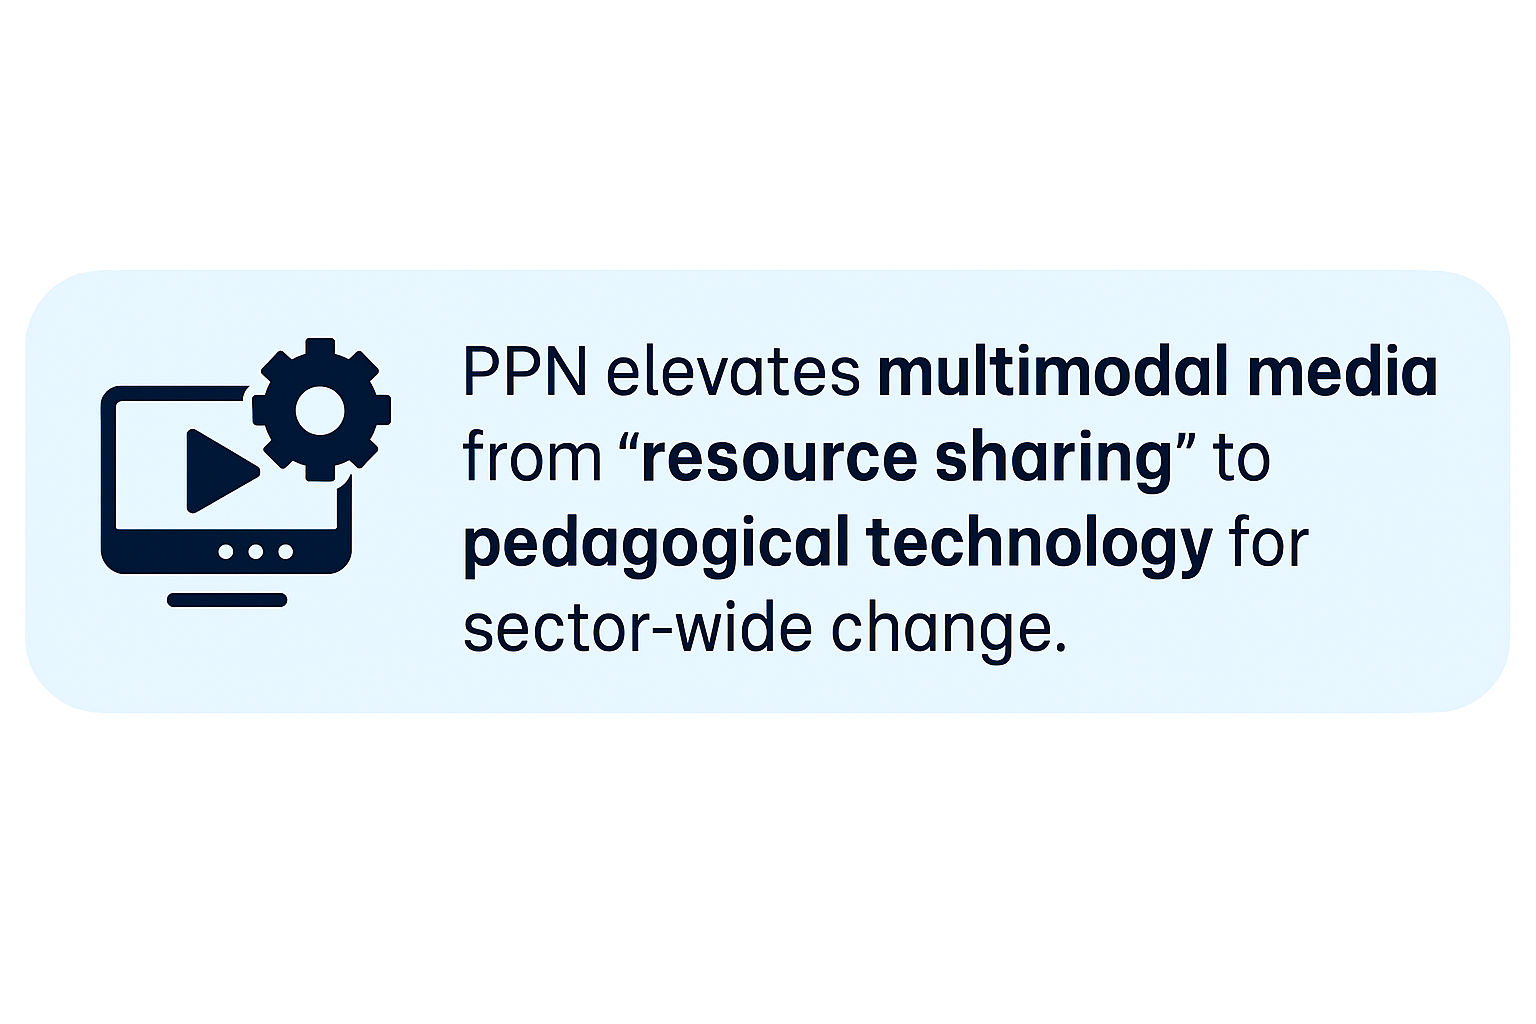 PPN elevates multimodal media
from “resource sharing” to
pedagogical technology for
sector-wide change.